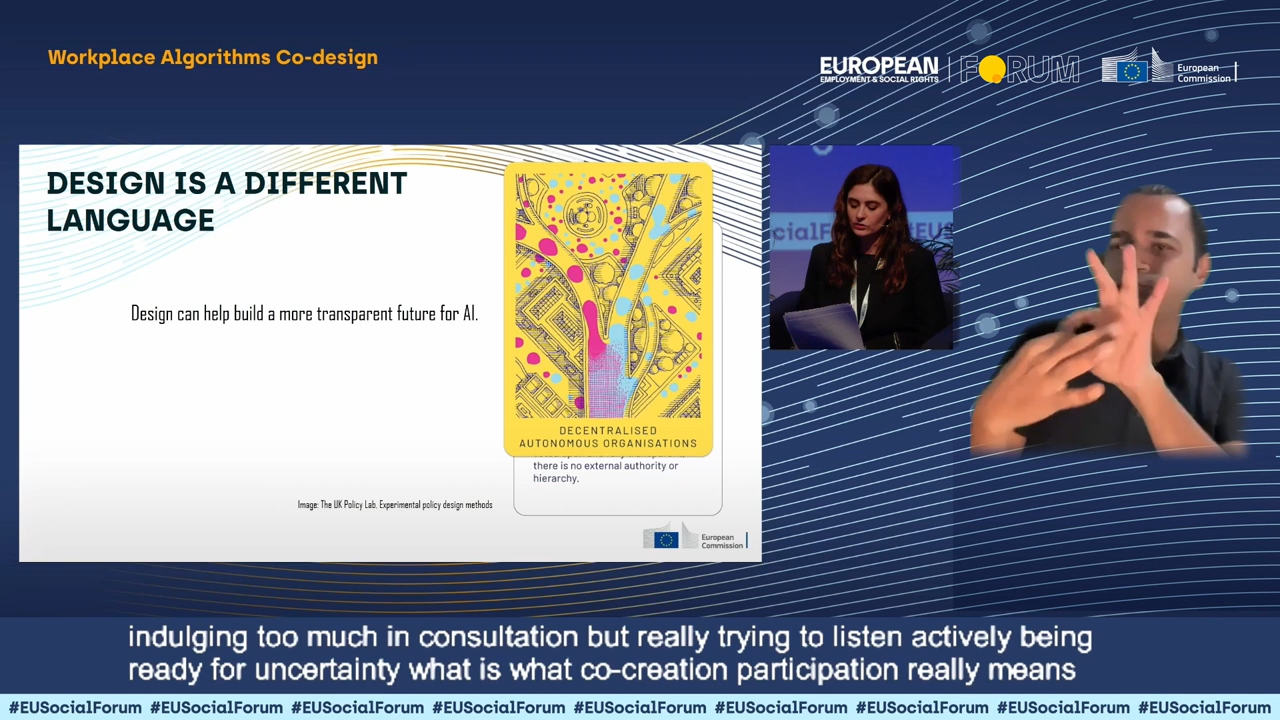 Workplace Algorithms Co-design
EUROPEAN
EMPLOYMENT & SOCIAL RIGHTS
FORUM
European
Commission
DESIGN IS A DIFFERENT
LANGUAGE
Design can help build a more transparent future for AI.
DECENTRALISED
AUTONOMOUS ORGANISATIONS
there is no external authority or
hierarchy.
Image: The UK Policy Lab. Experimental policy design methods
European
Commission
cialF
#EUS
indulging too much in consultation but really trying to listen actively being
ready for uncertainty what is what co-creation participation really means
#EUSocialForum #EUSocialForum #EUSocialForum #EUSocialForum #EUSocialForum #EUSocialForum #EUSocialForum #EUSocialForum #EUSocialForum